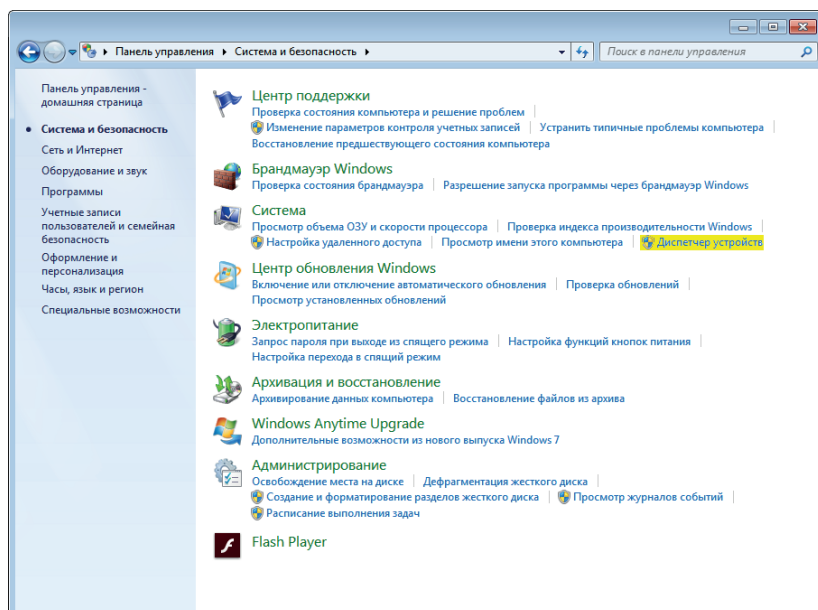 Панель управления ▸ Система и безопасность ▸
Поиск в панели управления
Панель управления -
домашняя страница
Система и безопасность
Сеть и Интернет
Оборудование и звук
Программы
Учетные записи
пользователей и семейная
безопасность
Оформление и
персонализация
Часы, язык и регион
Специальные возможности
Центр поддержки
Проверка состояния компьютера и решение проблем
Изменение параметров контроля учетных записей Устранить типичные проблемы компьютера
Восстановление предшествующего состояния компьютера
Брандмауэр Windows
Проверка состояния брандмауэра Разрешение запуска программы через брандмауэр Windows
Система
Просмотр объема ОЗУ и скорости процессора Проверка индекса производительности Windows
Настройка удаленного доступа Просмотр имени этого компьютера Диспетчер устройств
Центр обновления Windows
Включение или отключение автоматического обновления Проверка обновлений
Просмотр установленных обновлений
Электропитание
Запрос пароля при выходе из спящего режима Настройка функций кнопок питания
Настройка перехода в спящий режим
Архивация и восстановление
Архивирование данных компьютера Восстановление файлов из архива
Windows Anytime Upgrade
Дополнительные возможности из нового выпуска Windows 7
Администрирование
Освобождение места на диске Дефрагментация жесткого диска
Создание и форматирование разделов жесткого диска Просмотр журналов событий
Расписание выполнения задач
Flash Player